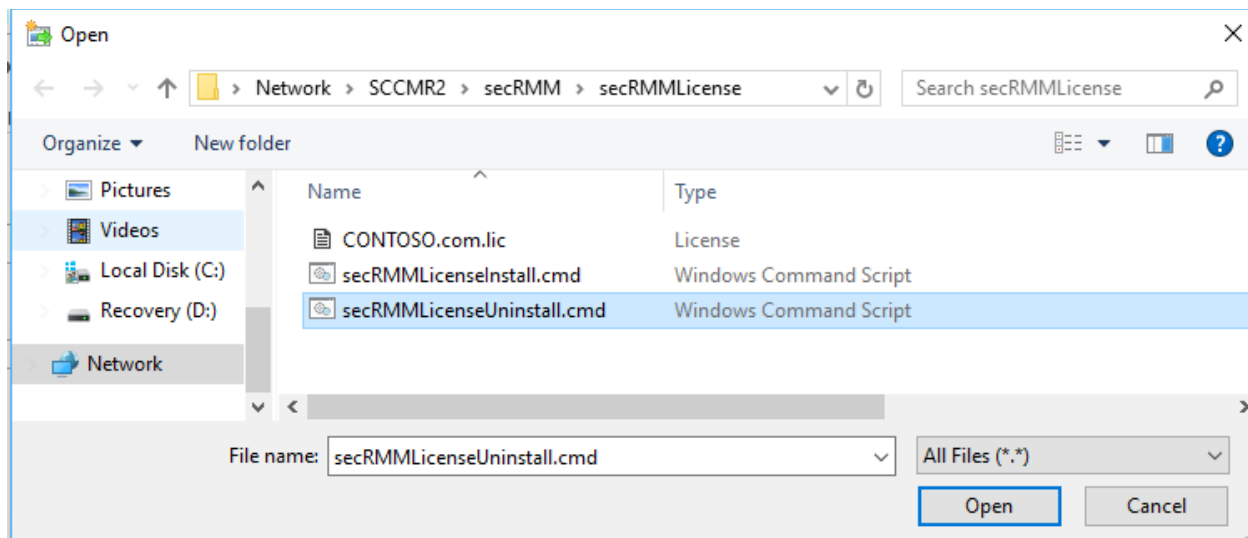 Open
Network > SCCMR2 > secRMM > secRMMLicense
Search secRMMLicense
Organize
New folder
Pictures
Videos
Local Disk (C:)
Recovery (D:)
Network
Name Type
CONTOSO.com.lic License
secRMMLicenseInstall.cmd Windows Command Script
secRMMLicenseUninstall.cmd Windows Command Script
File name: secRMMLicenseUninstall.cmd All Files (*.*)
Open Cancel